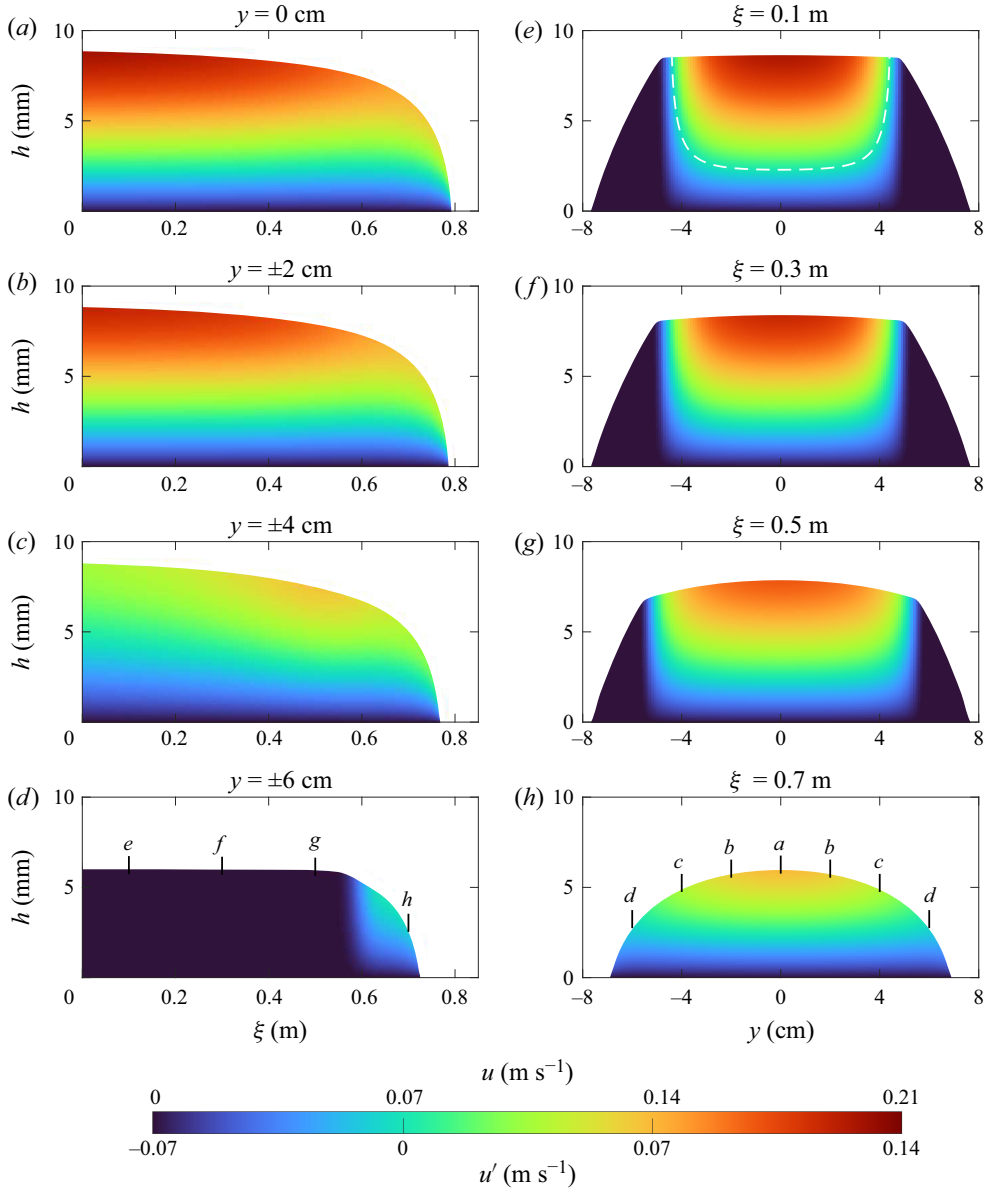 (a) y = 0 cm
h (mm)
10
5
0
0 0.2 0.4 0.6 0.8
(e) ξ = 0.1 m
10
5
0
–8 –4 0 4 8
(b) y = ±2 cm
h (mm)
10
5
0
0 0.2 0.4 0.6 0.8
(f) ξ = 0.3 m
10
5
0
–8 –4 0 4 8
(c) y = ±4 cm
h (mm)
10
5
0
0 0.2 0.4 0.6 0.8
(g) ξ = 0.5 m
10
5
0
–8 –4 0 4 8
(d) y = ±6 cm
h (mm)
10
e f g h
5
0
0 0.2 0.4 0.6 0.8
ξ (m)
(h) ξ = 0.7 m
10
d c b a b c d
5
0
–8 –4 0 4 8
y (cm)
u (m s⁻¹)
0 0.07 0.14 0.21
–0.07 0 0.07 0.14
u′ (m s⁻¹)